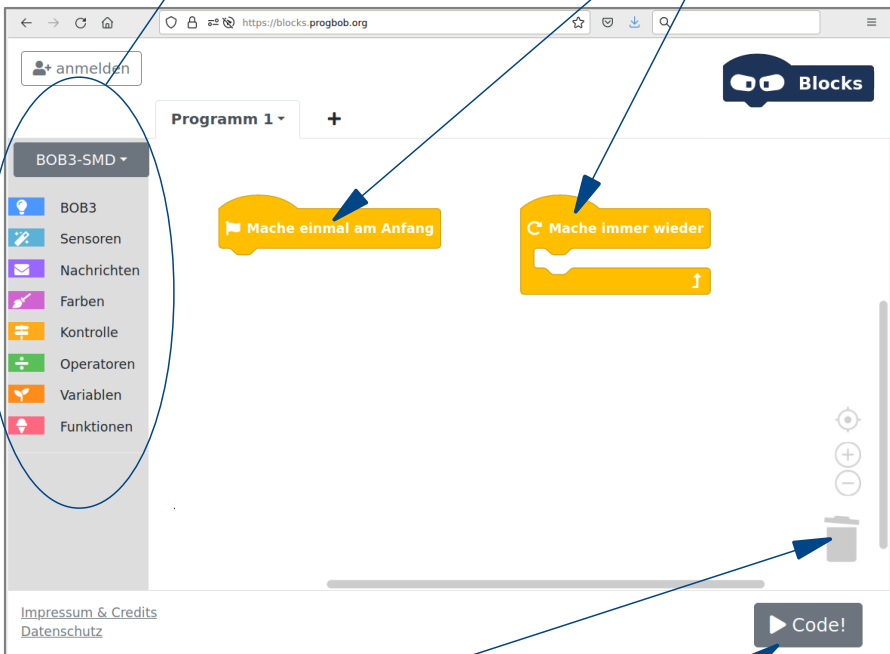 https://blocks.progbob.org
anmelden
Blocks
Programm 1
BOB3-SMD
BOB3
Sensoren
Nachrichten
Farben
Kontrolle
Operatoren
Variablen
Funktionen
Mache einmal am Anfang
Mache immer wieder
Impressum & Credits
Datenschutz
Code!